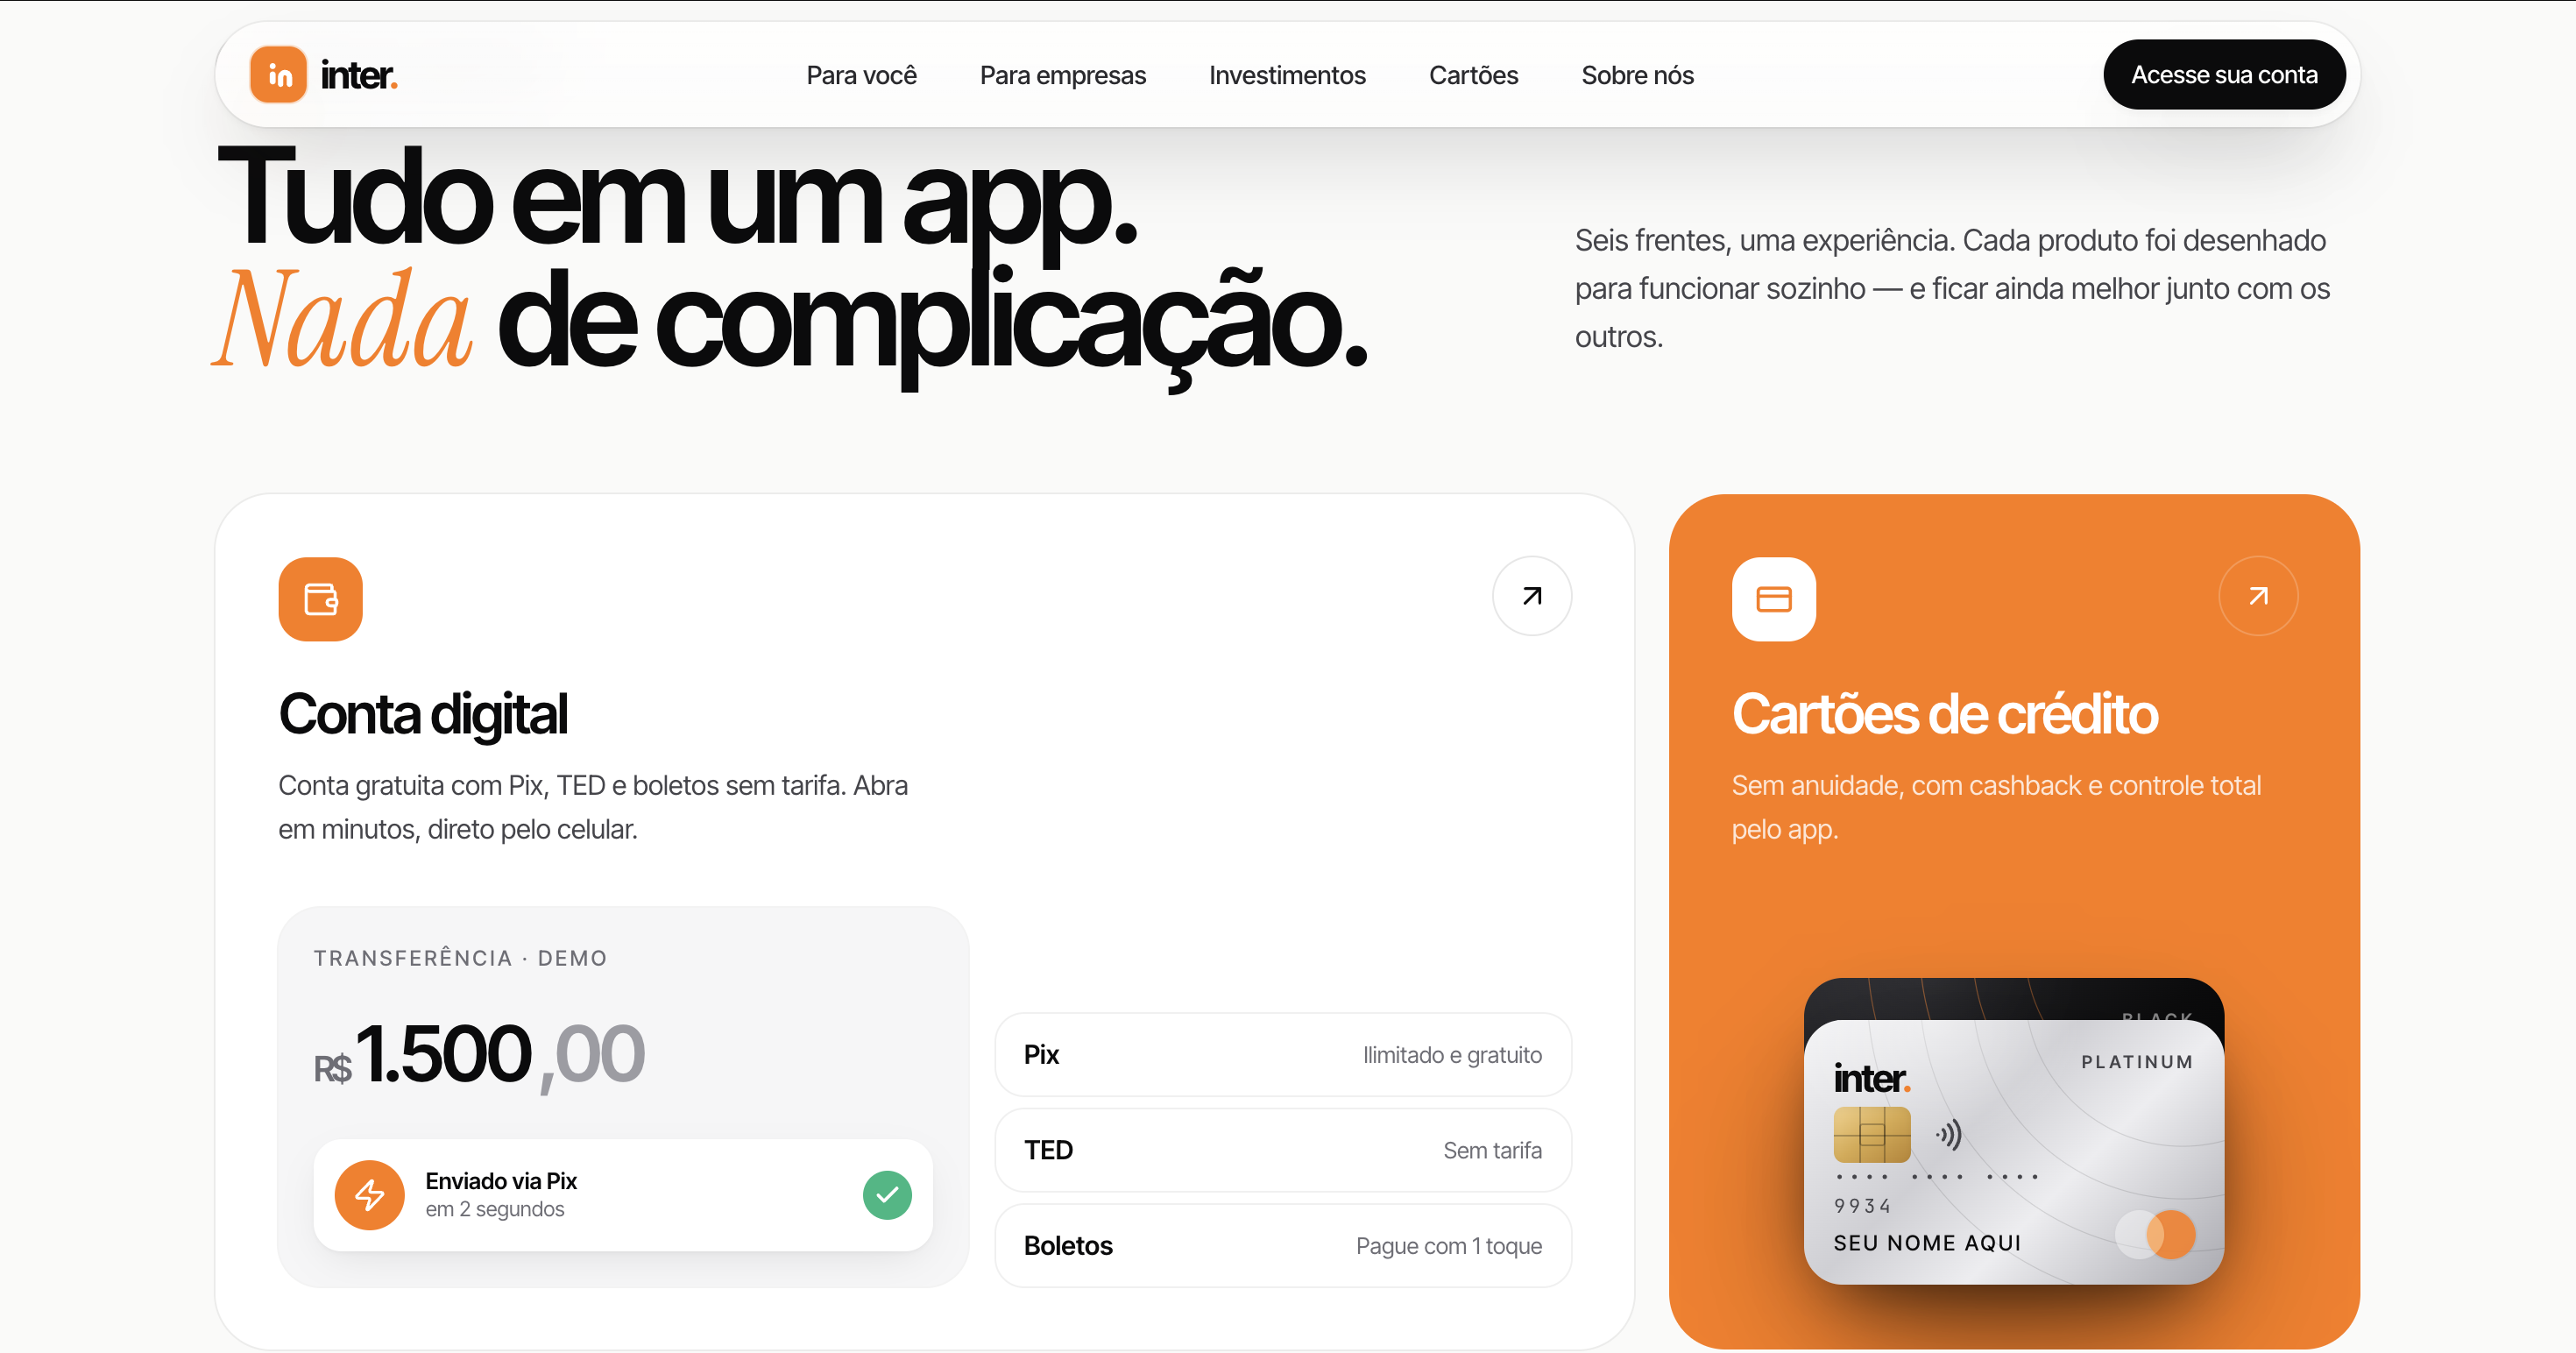 in inter.
Para você
Para empresas
Investimentos
Cartões
Sobre nós
Acesse sua conta
Tudo em um app.
Nada de complicação.
Seis frentes, uma experiência. Cada produto foi desenhado
para funcionar sozinho — e ficar ainda melhor junto com os
outros.
Conta digital
Conta gratuita com Pix, TED e boletos sem tarifa. Abra
em minutos, direto pelo celular.
TRANSFERÊNCIA · DEMO
R$ 1.500,00
Enviado via Pix
em 2 segundos
Pix
Ilimitado e gratuito
TED
Sem tarifa
Boletos
Pague com 1 toque
Cartões de crédito
Sem anuidade, com cashback e controle total
pelo app.
BLACK
PLATINUM
inter.
•••• •••• ••••
9934
SEU NOME AQUI